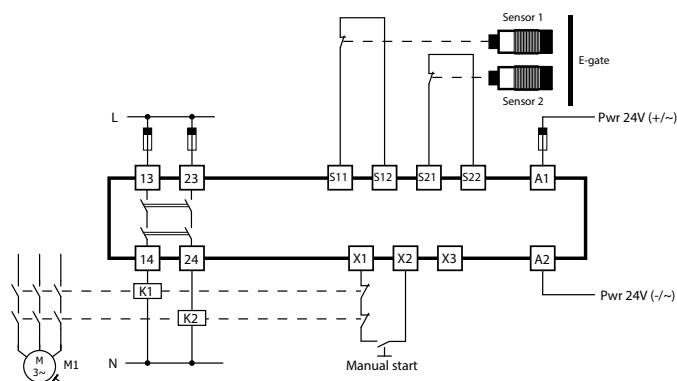 Sensor 1
E-gate
Sensor 2
L
Pwr 24V (+/~)
13
23
S11
S12
S21
S22
A1
14
24
X1
X2
X3
A2
K1
Pwr 24V (-/~)
K2
M
3~
M1
N
Manual start